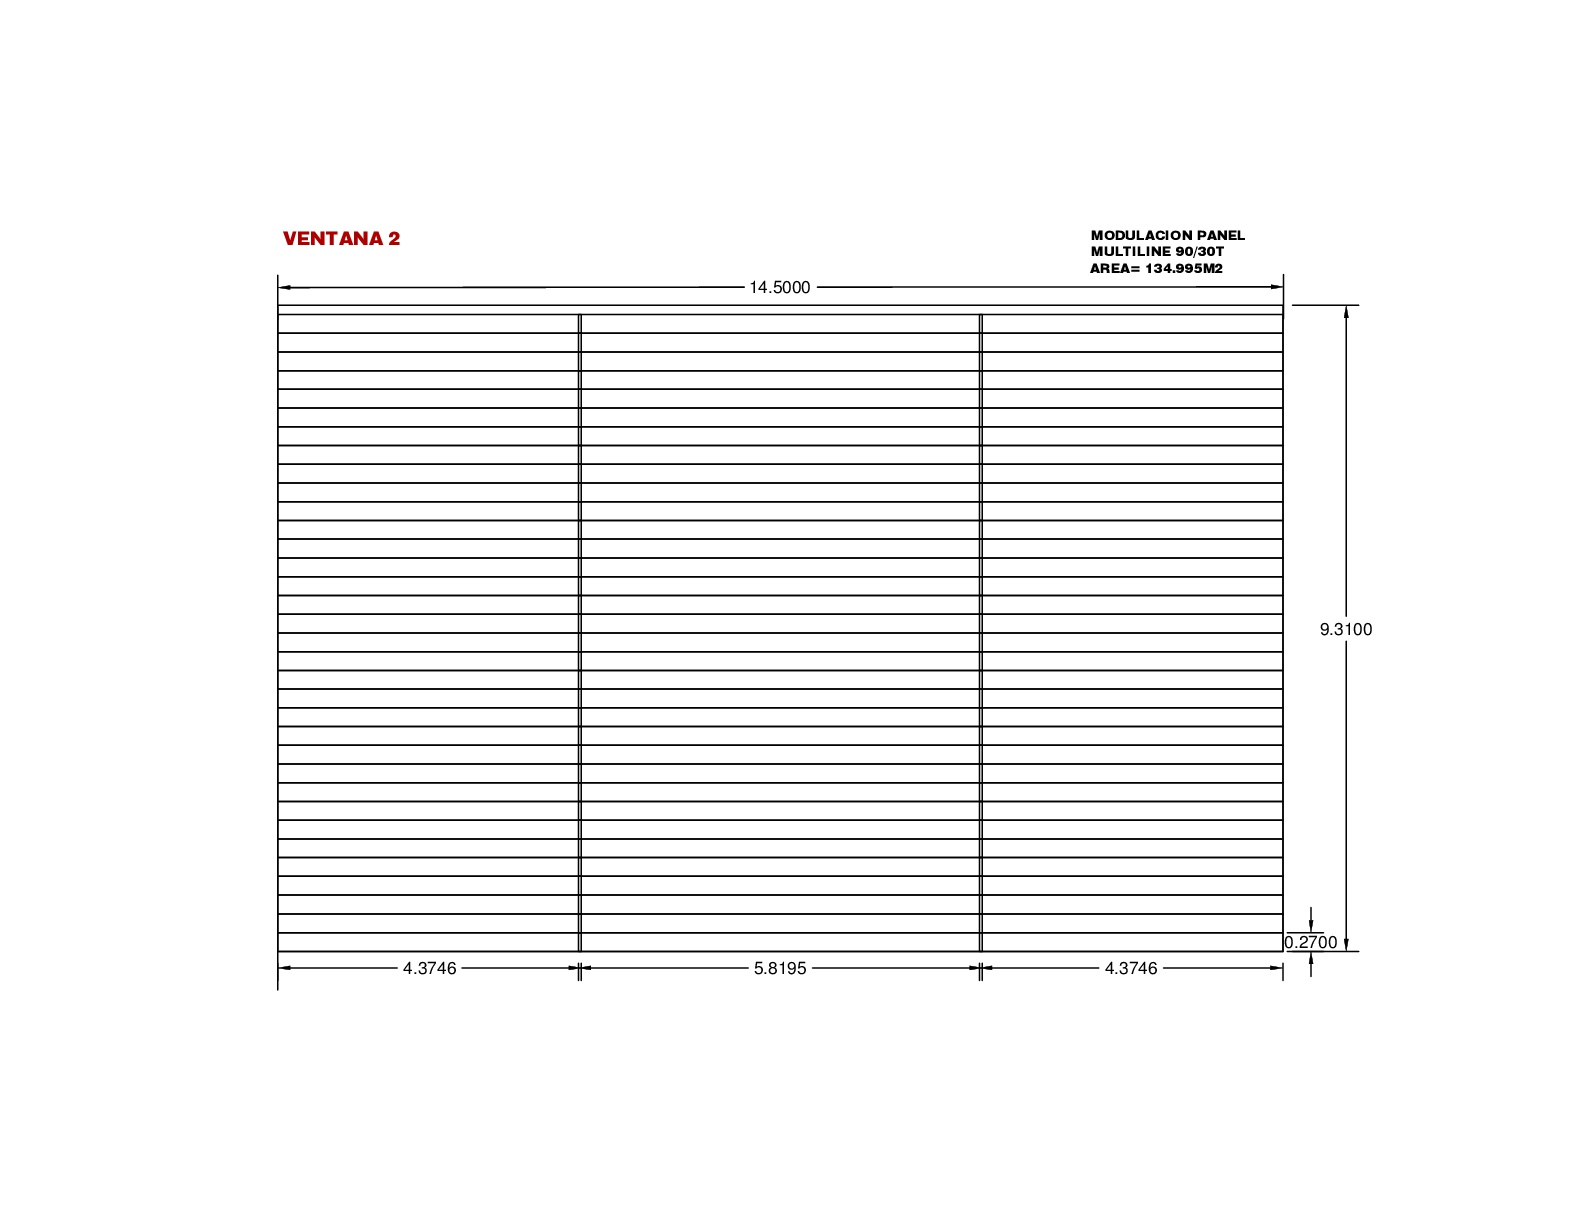 VENTANA 2
MODULACION PANEL
MULTILINE 90/30T
AREA= 134.995M2
14.5000
9.3100
0.2700
4.3746
5.8195
4.3746